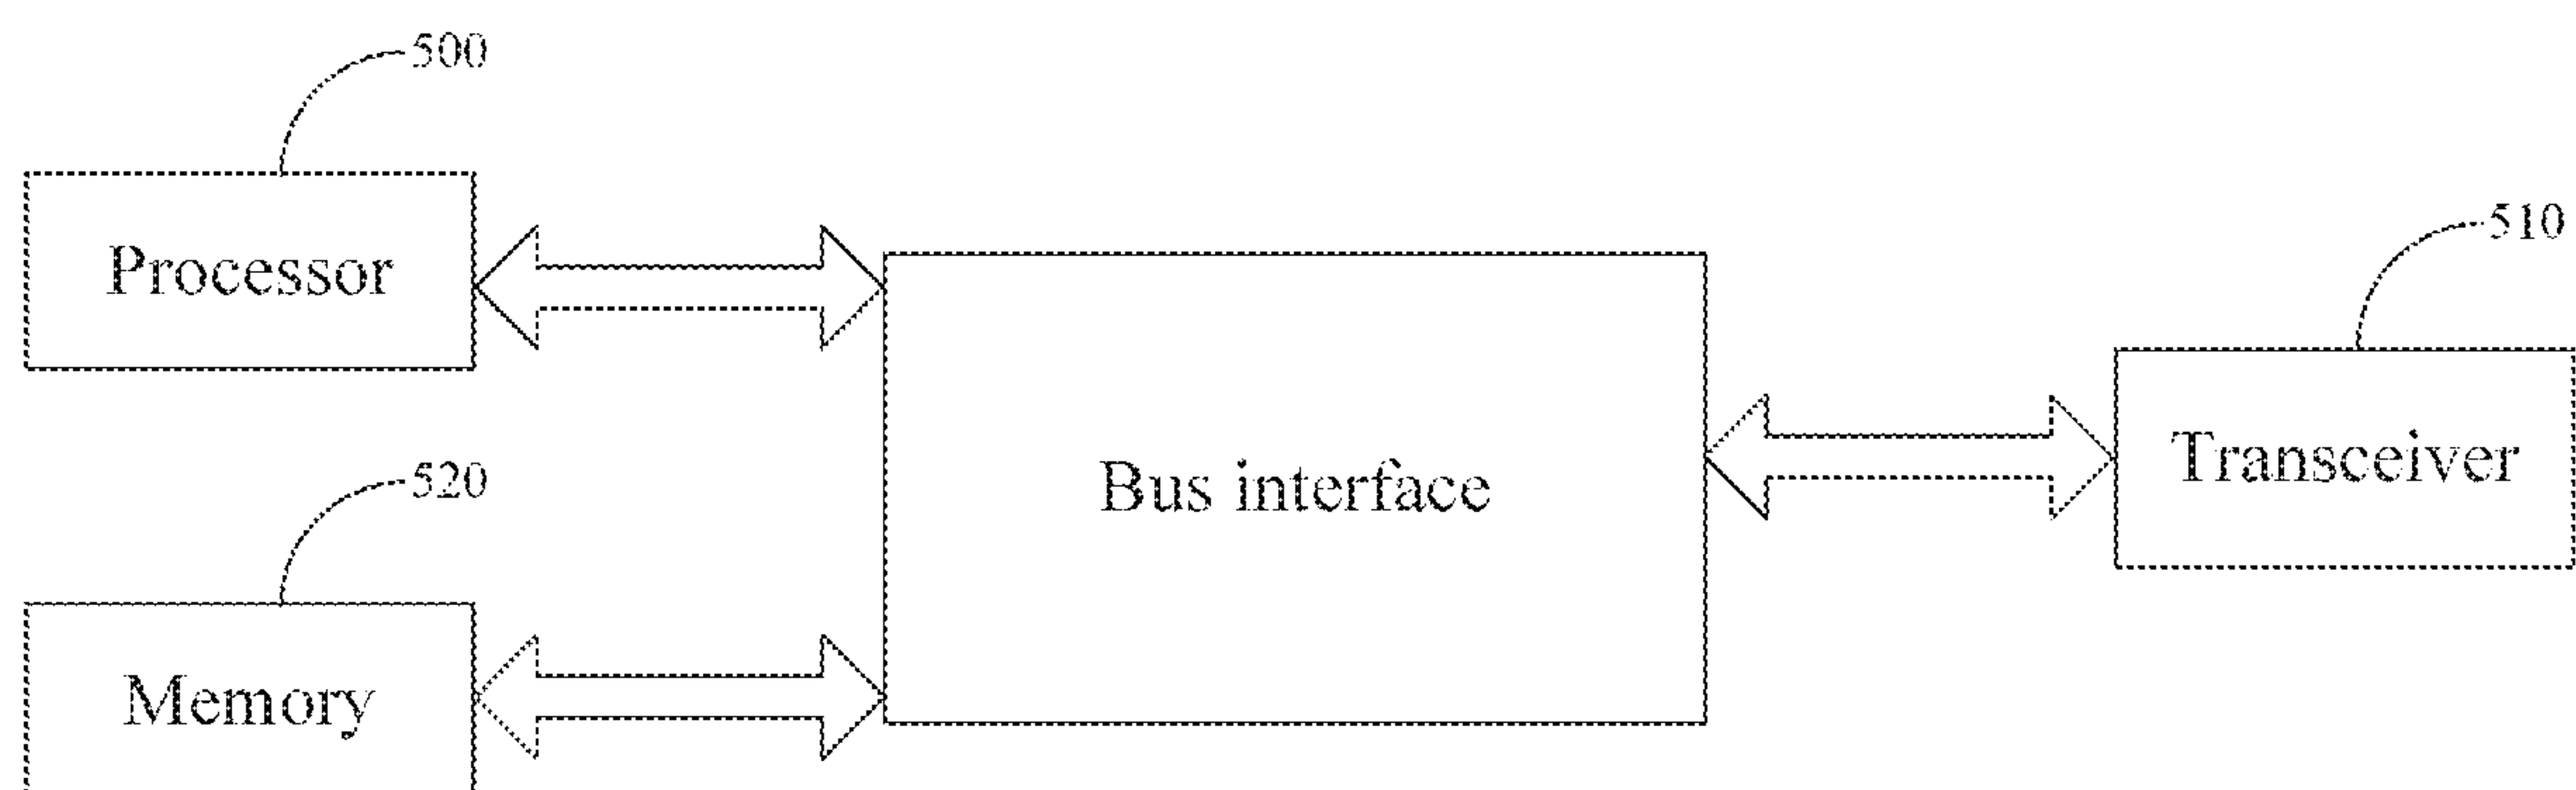 500
Processor
510
Transceiver
520
Bus interface
Memory